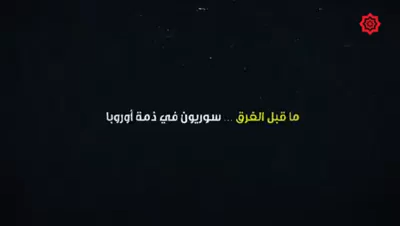 ما قبل الغرق ... سوريون في ذمة أوروبا